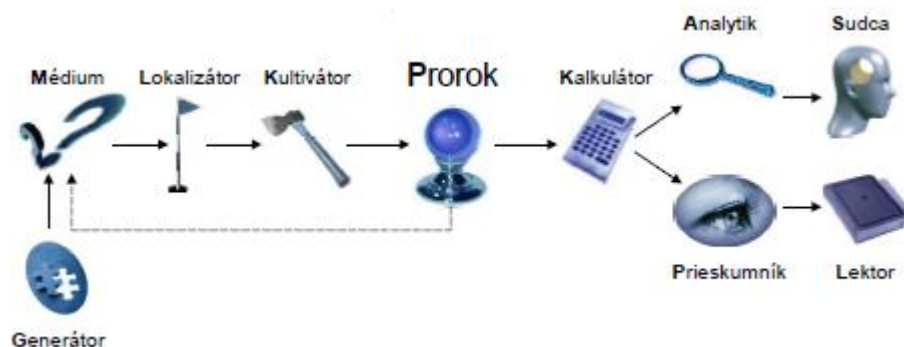 Analytik
Sudca
Médium
Lokalizátor
Kultivátor
Prorok
Kalkulátor
Prieskumník
Lektor
Generátor